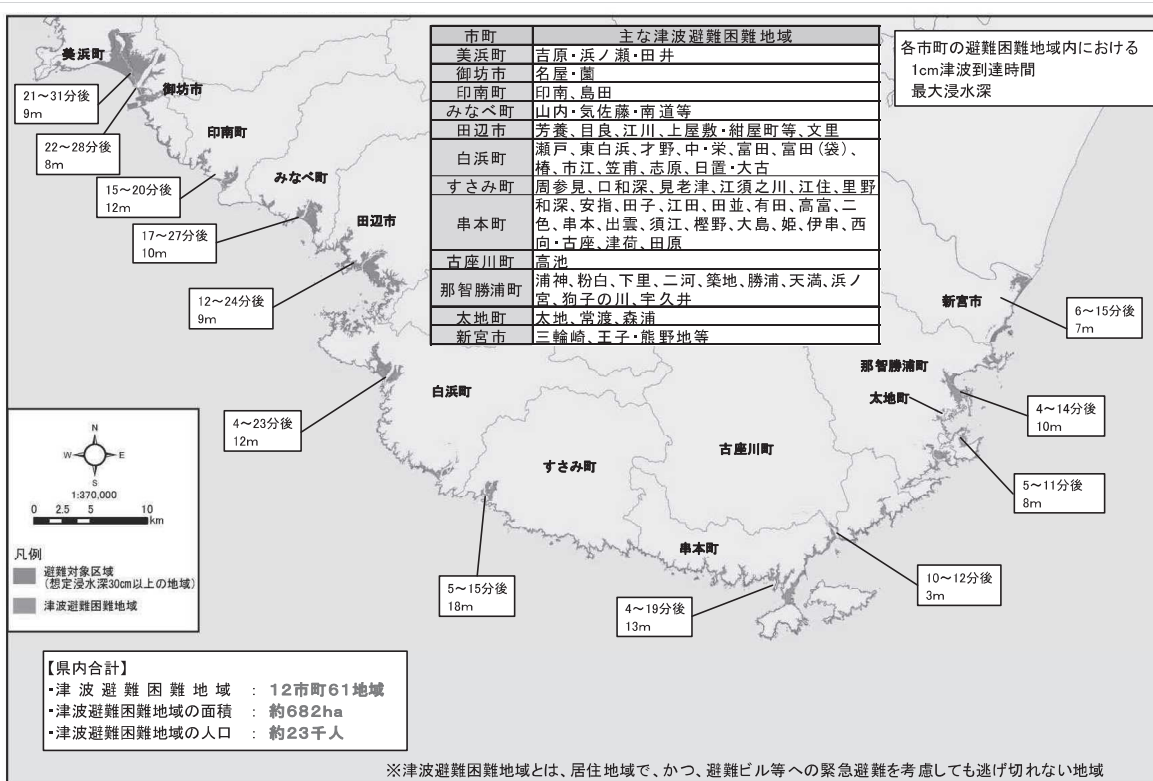 市町 主な津波避難困難地域
美浜町 吉原・浜ノ瀬・田井
御坊市 名屋・薗
印南町 印南、島田
みなべ町 山内・気佐藤・南道等
田辺市 芳養、目良、江川、上屋敷・紺屋町等、文里
白浜町 瀬戸、東白浜、才野、中・栄、富田、富田(袋)、
椿、市江、笠甫、志原、日置・大古
すさみ町 周参見、口和深、見老津、江須之川、江住、里野
串本町 和深、安指、田子、江田、田並、有田、高富、二
色、串本、出雲、須江、樫野、大島、姫、伊串、西
向・古座、津荷、田原
古座川町 高池
那智勝浦町 浦神、粉白、下里、二河、築地、勝浦、天満、浜ノ
宮、狗子の川、宇久井
太地町 太地、常渡、森浦
新宮市 三輪崎、王子・熊野地等
各市町の避難困難地域内における
1cm津波到達時間
最大浸水深
美浜町
21～31分後
9m
御坊市
22～28分後
8m
印南町
15～20分後
12m
みなべ町
17～27分後
10m
田辺市
12～24分後
9m
白浜町
4～23分後
12m
すさみ町
5～15分後
18m
串本町
4～19分後
13m
古座川町
10～12分後
3m
新宮市
6～15分後
7m
那智勝浦町
4～14分後
10m
太地町
5～11分後
8m
N
W E
S
1:370,000
0 2.5 5 10
km
凡例
避難対象区域
(想定浸水深30cm以上の地域)
津波避難困難地域
【県内合計】
・津波避難困難地域 : 12市町61地域
・津波避難困難地域の面積 : 約682ha
・津波避難困難地域の人口 : 約23千人
※津波避難困難地域とは、居住地域で、かつ、避難ビル等への緊急避難を考慮しても逃げ切れない地域